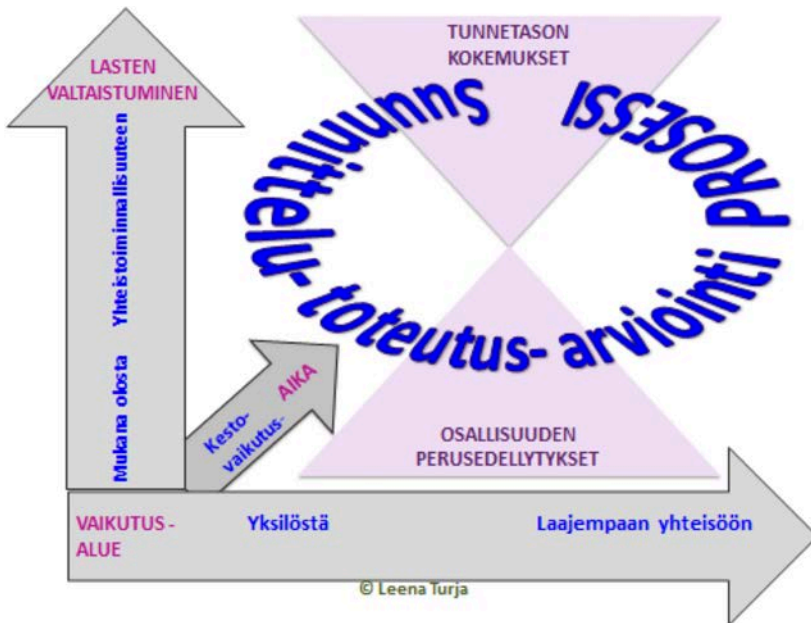 LASTEN
VALTAISTUMINEN
Mukana olosta Yhteistoiminnallisuuteen
TUNNETASON
KOKEMUKSET
Suunnittelu- toteutus- arviointi PROSESSI
Kesto-
vaikutus-
AIKA
OSALLISUUDEN
PERUSEDELLYTYKSET
VAIKUTUS -
ALUE
Yksilöstä
Laajempaan yhteisöön
© Leena Turja